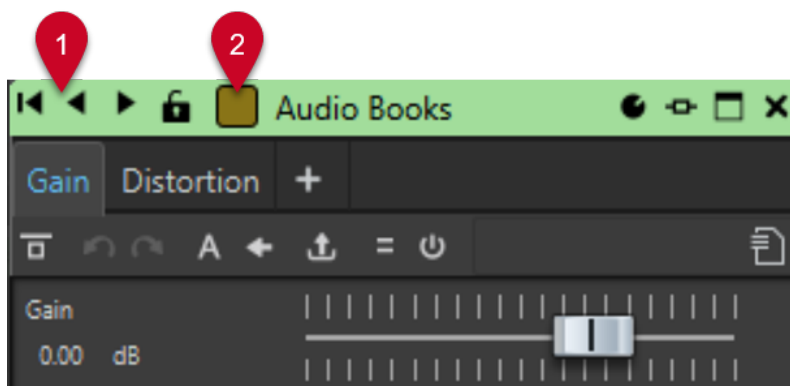 1 2
Audio Books
Gain Distortion +
A =
Gain
0.00 dB